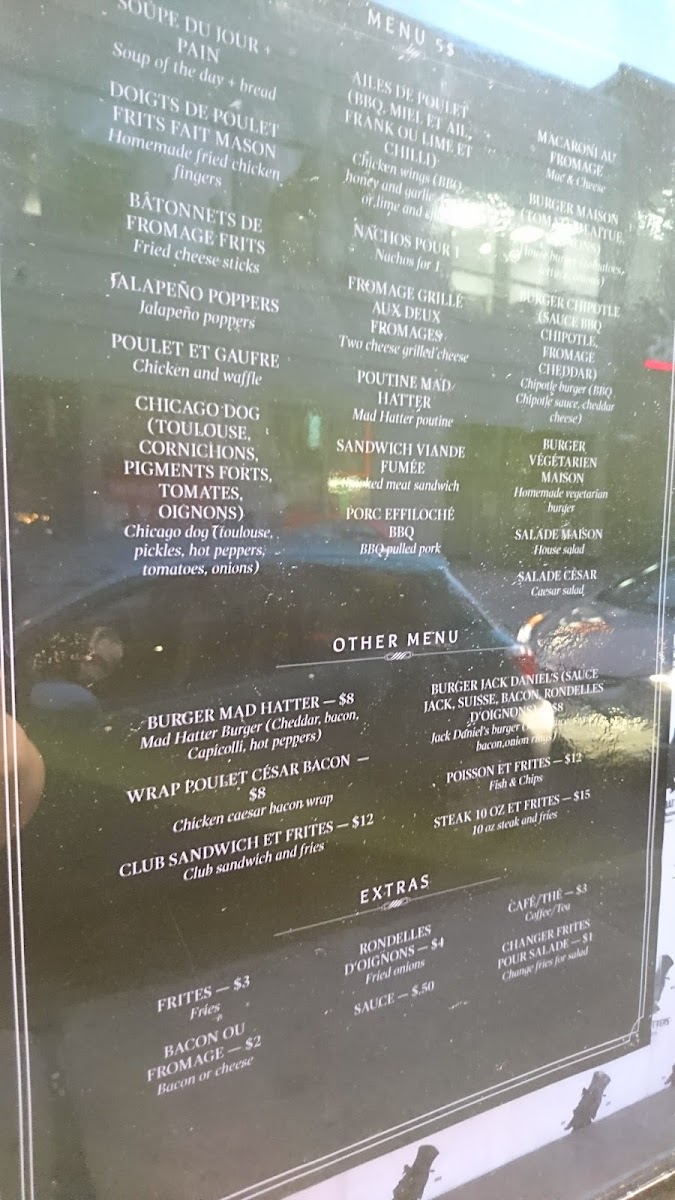 MENU 5$
SOUPE DU JOUR +
PAIN
Soup of the day + bread
DOIGTS DE POULET
FRITS FAIT MASON
Homemade fried chicken
fingers
BÂTONNETS DE
FROMAGE FRITS
Fried cheese sticks
JALAPEÑO POPPERS
Jalapeño poppers
POULET ET GAUFRE
Chicken and waffle
CHICAGO DOG
(TOULOUSE,
CORNICHONS,
PIGMENTS FORTS,
TOMATES,
OIGNONS)
Chicago dog (toulouse,
pickles, hot peppers,
tomatoes, onions)
AILES DE POULET
(BBQ, MIEL ET AIL,
FRANK OU LIME ET
CHILLI)
Chicken wings (BBQ,
honey and garlic,
or lime and
NACHOS POUR 1
Nachos for 1
FROMAGE GRILLÉ
AUX DEUX
FROMAGES
Two cheese grilled cheese
POUTINE MAD
HATTER
Mad Hatter poutine
SANDWICH VIANDE
FUMÉE
Smoked meat sandwich
PORC EFFILOCHÉ
BBQ
BBQ pulled pork
MACARONI AU
FROMAGE
Mac & Cheese
BURGER MAISON
BURGER CHIPOTLE
(SAUCE BBQ
CHIPOTLE,
FROMAGE
CHEDDAR)
Chipotle burger (BBQ
Chipotle sauce, cheddar
cheese)
BURGER
VÉGÉTARIEN
MAISON
Homemade vegetarian
burger
SALADE MAISON
House salad
SALADE CÉSAR
Caesar salad
OTHER MENU
BURGER MAD HATTER — $8
Mad Hatter Burger (Cheddar, bacon,
Capicolli, hot peppers)
WRAP POULET CÉSAR BACON —
$8
Chicken caesar bacon wrap
CLUB SANDWICH ET FRITES — $12
Club sandwich and fries
BURGER JACK DANIEL'S (SAUCE
JACK, SUISSE, BACON, RONDELLES
D'OIGNONS) — $8
Jack Daniel's burger
bacon, onion rings)
POISSON ET FRITES — $12
Fish & Chips
STEAK 10 OZ ET FRITES — $15
10 oz steak and fries
EXTRAS
FRITES — $3
Fries
BACON OU
FROMAGE — $2
Bacon or cheese
RONDELLES
D'OIGNONS — $4
Fried onions
SAUCE — $.50
CAFÉ/THÉ — $3
Coffee/Tea
CHANGER FRITES
POUR SALADE — $1
Change fries for salad